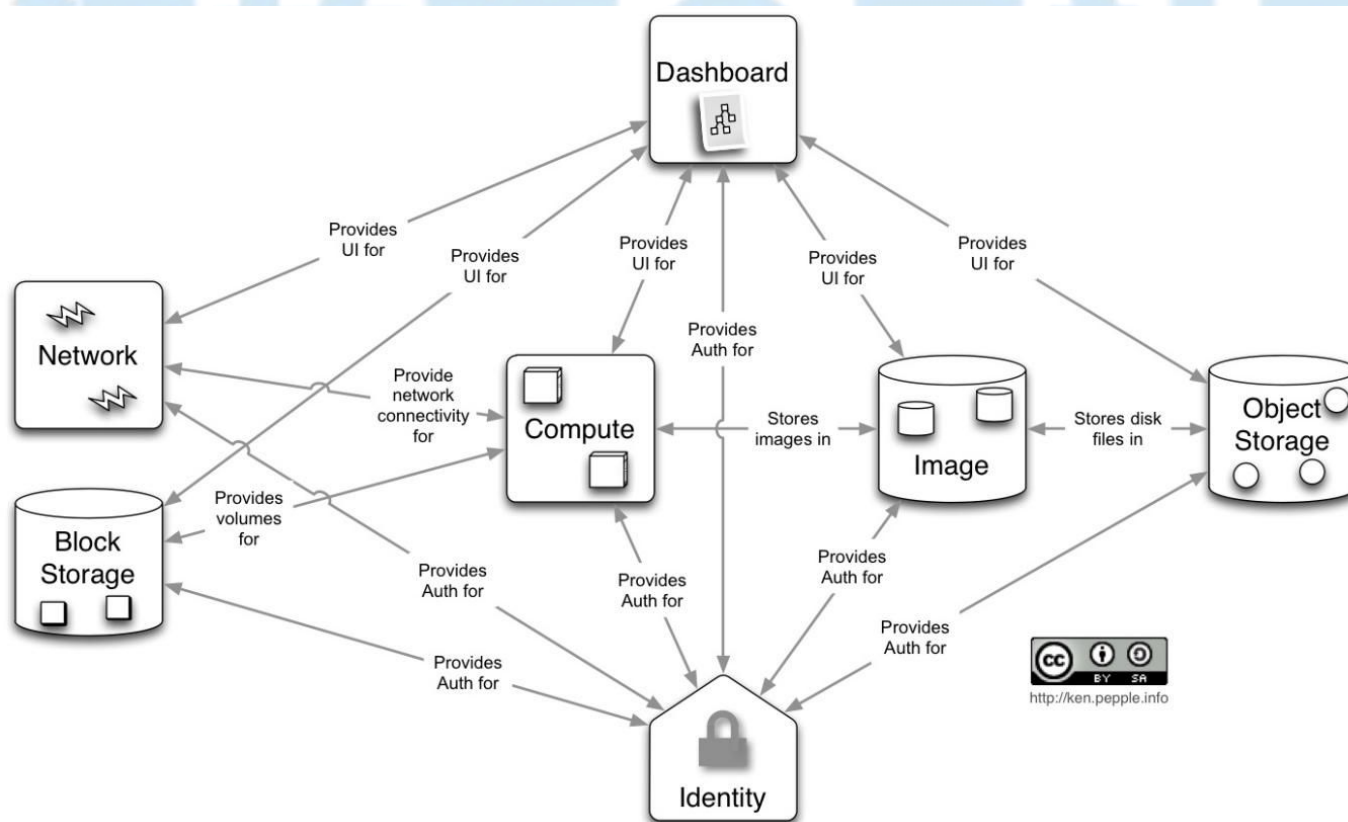 Dashboard
Provides
UI for
Provides
UI for
Provides
UI for
Provides
UI for
Provides
UI for
Network
Provides
Auth for
Provide
network
connectivity
for
Compute
Stores
images in
Image
Stores disk
files in
Object
Storage
Block
Storage
Provides
volumes
for
Provides
Auth for
Provides
Auth for
Provides
Auth for
Provides
Auth for
Provides
Auth for
Identity
cc
BY SA
http://ken.pepple.info